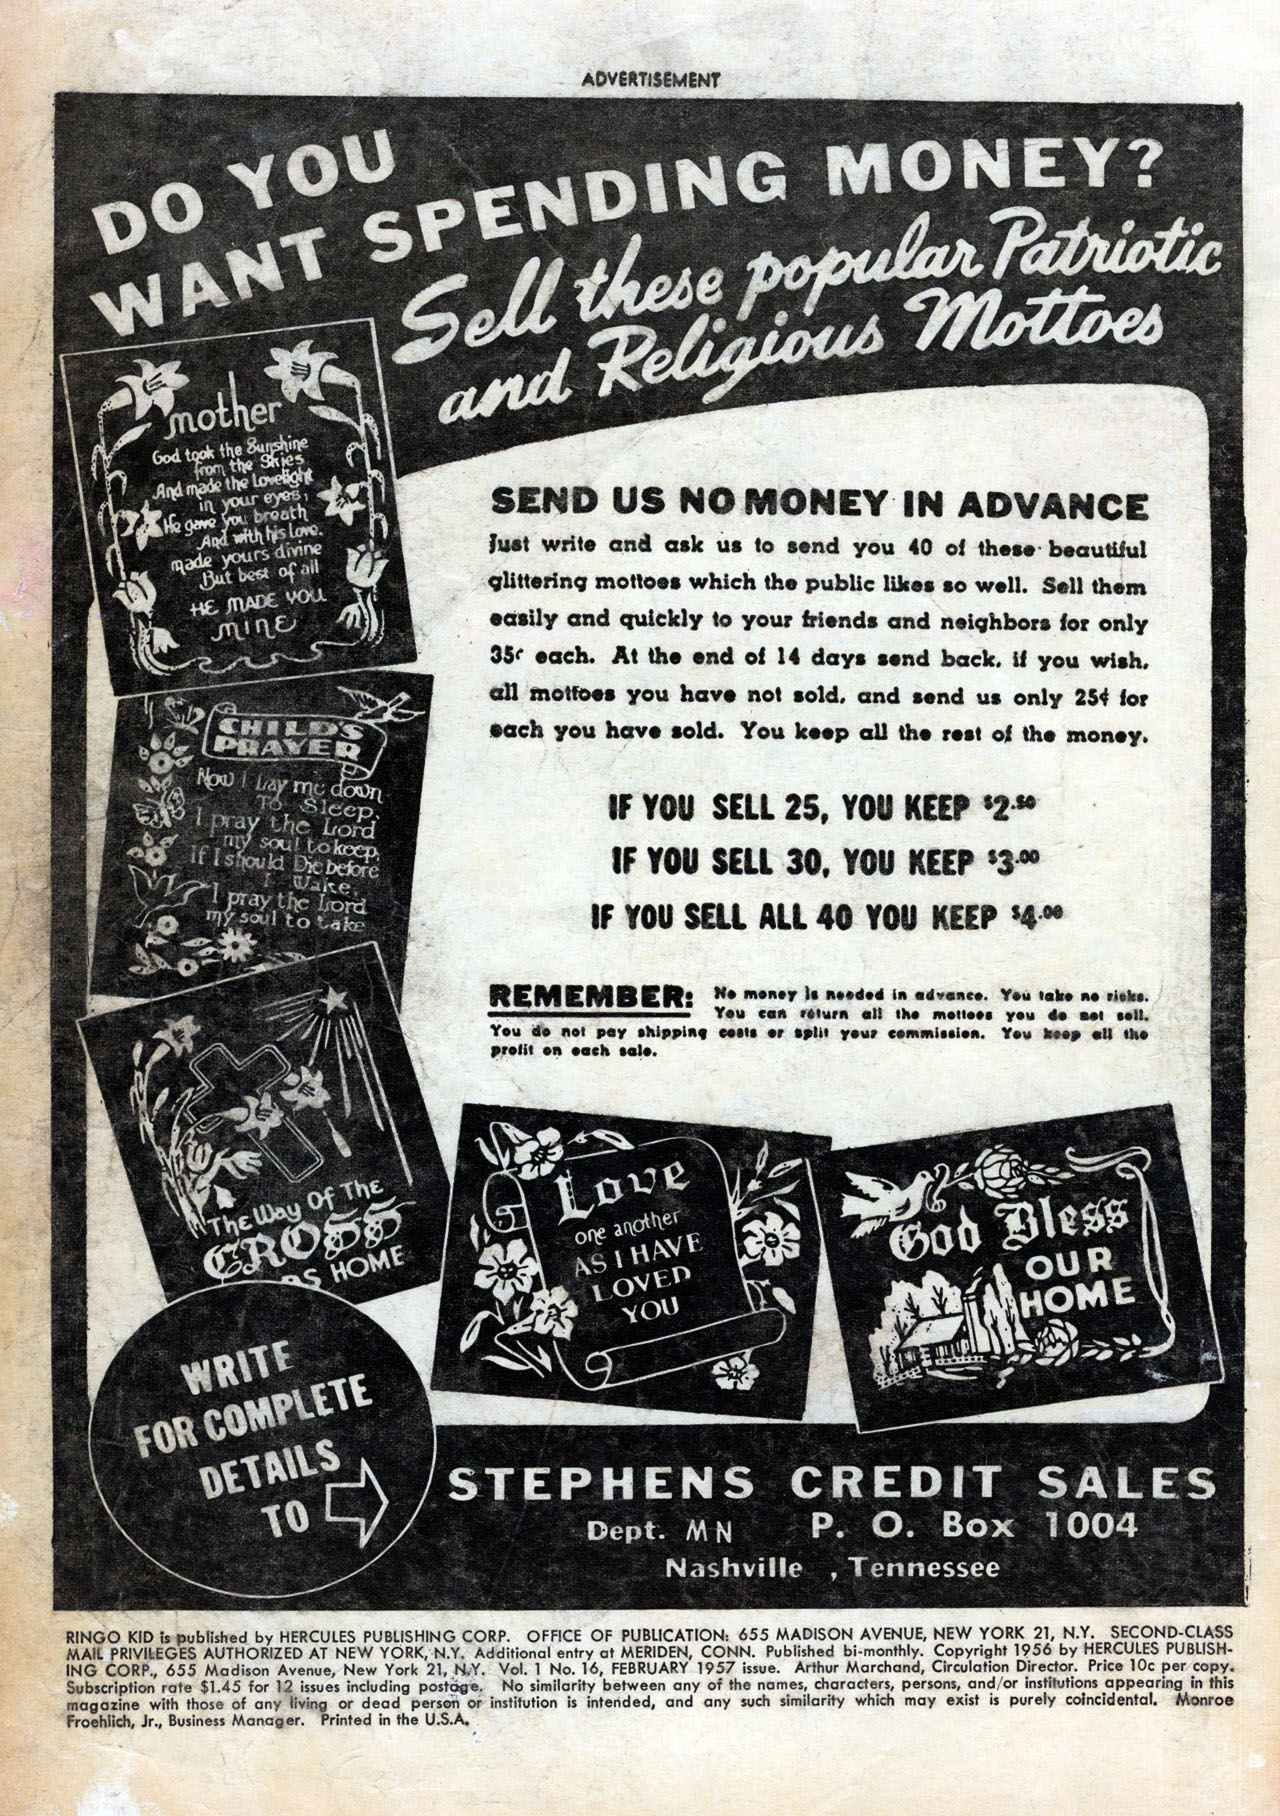 ADVERTISEMENT
DO YOU
WANT SPENDING MONEY?
Sell these popular Patriotic
and Religious Mottoes
mother
God took the Sunshine
from the Skies
And made the Lovelight
in your eyes,
He gave you breath
And with his love.
made yours divine
But best of all
HE MADE YOU
MINE
SEND US NO MONEY IN ADVANCE
Just write and ask us to send you 40 of these beautiful
glittering mottoes which the public likes so well. Sell them
easily and quickly to your friends and neighbors for only
35¢ each. At the end of 14 days send back, if you wish,
all mottoes you have not sold, and send us only 25¢ for
each you have sold. You keep all the rest of the money.
CHILD'S
PRAYER
Now I Lay me down
To Sleep,
I pray the Lord
my soul to keep,
If I should Die before
I Wake,
I pray the Lord
my soul to take
IF YOU SELL 25, YOU KEEP $2.50
IF YOU SELL 30, YOU KEEP $3.00
IF YOU SELL ALL 40 YOU KEEP $4.00
REMEMBER: No money is needed in advance. You take no risks.
You can return all the mottoes you do not sell.
You do not pay shipping costs or split your commission. You keep all the
profit on each sale.
The Way Of The
CROSS
HOME
Love
one another
AS I HAVE
LOVED
YOU
God Bless
OUR
HOME
WRITE
FOR COMPLETE
DETAILS
TO
STEPHENS CREDIT SALES
Dept. MN P. O. Box 1004
Nashville , Tennessee
RINGO KID is published by HERCULES PUBLISHING CORP. OFFICE OF PUBLICATION: 655 MADISON AVENUE, NEW YORK 21, N.Y. SECOND-CLASS
MAIL PRIVILEGES AUTHORIZED AT NEW YORK, N.Y. Additional entry at MERIDEN, CONN. Published bi-monthly. Copyright 1956 by HERCULES PUBLISH-
ING CORP., 655 Madison Avenue, New York 21, N.Y. Vol. 1 No. 16, FEBRUARY 1957 issue. Arthur Marchand, Circulation Director. Price 10c per copy.
Subscription rate $1.45 for 12 issues including postage. No similarity between any of the names, characters, persons, and/or institutions appearing in this
magazine with those of any living or dead person or institution is intended, and any such similarity which may exist is purely coincidental. Monroe
Froehlich, Jr., Business Manager. Printed in the U.S.A.